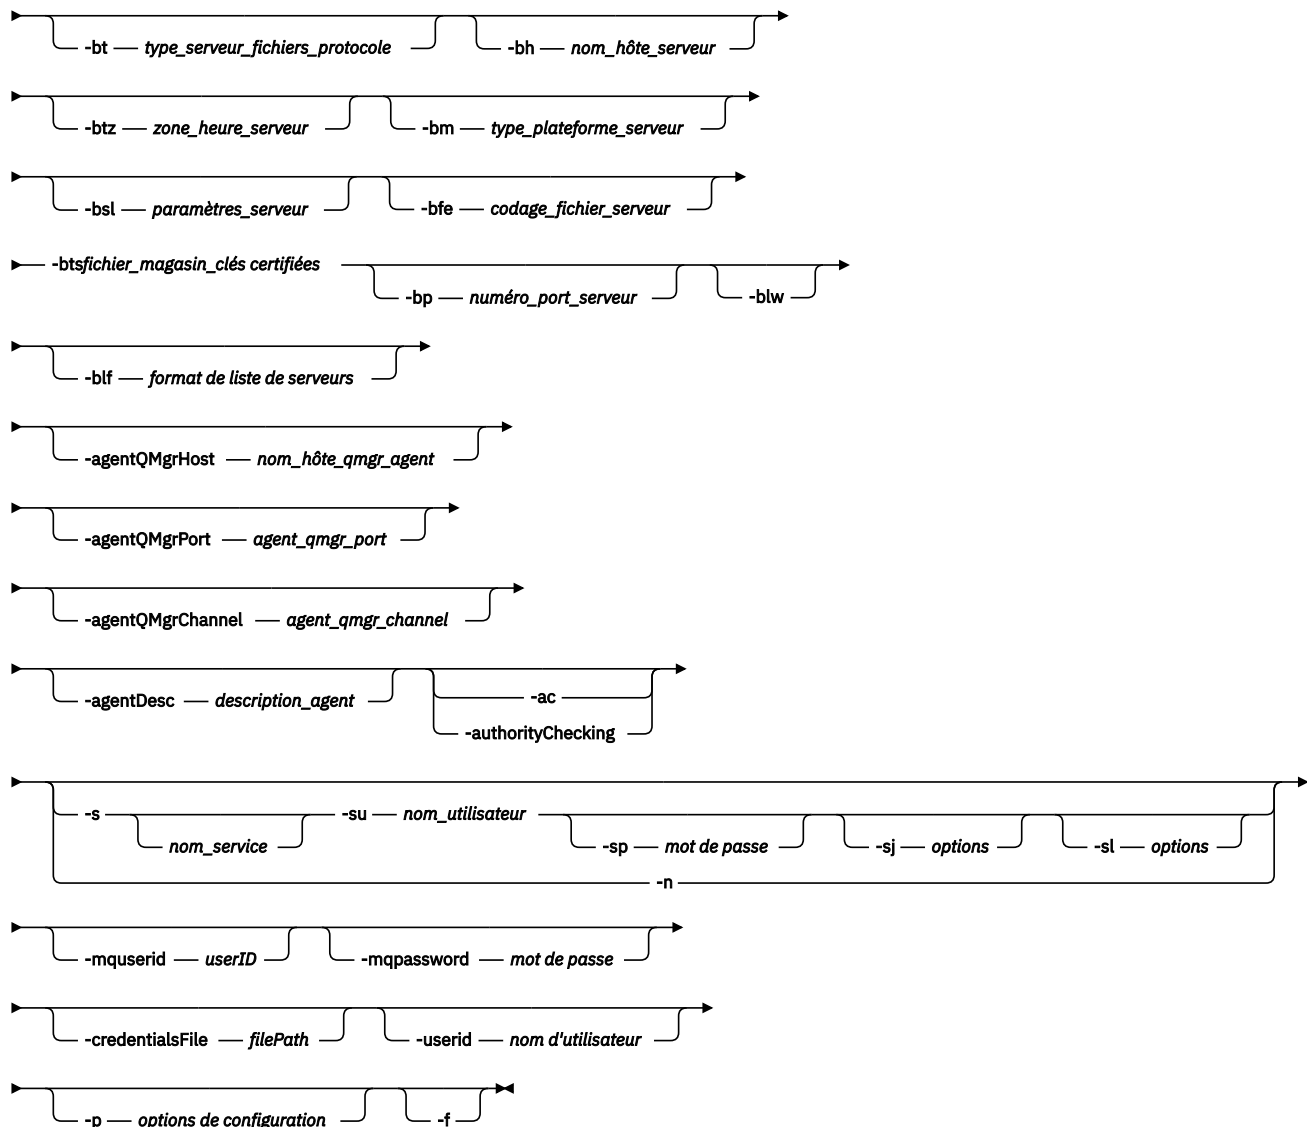 -bt type_serveur_fichiers_protocole -bh nom_hôte_serveur
-btz zone_heure_serveur -bm type_plateforme_serveur
-bsl paramètres_serveur -bfe codage_fichier_serveur
-btsfichier_magasin_clés certifiées
-bp numéro_port_serveur -blw
-blf format de liste de serveurs
-agentQMgrHost nom_hôte_qmgr_agent
-agentQMgrPort agent_qmgr_port
-agentQMgrChannel agent_qmgr_channel
-agentDesc description_agent -ac
-authorityChecking
-s -su nom_utilisateur
nom_service -sp mot de passe -sj options -sl options
-n
-mquserid userID -mqpassword mot de passe
-credentialsFile filePath -userid nom d'utilisateur
-p options de configuration -f